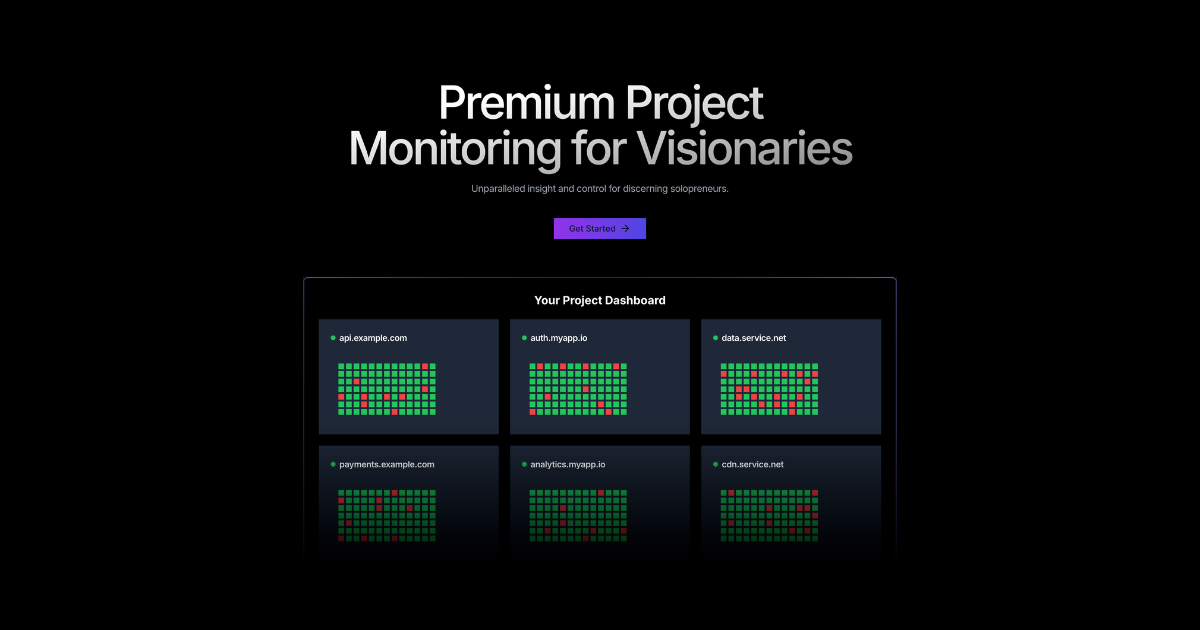 Premium Project
Monitoring for Visionaries
Unparalleled insight and control for discerning solopreneurs.
Get Started →
Your Project Dashboard
api.example.com
auth.myapp.io
data.service.net
payments.example.com
analytics.myapp.io
cdn.service.net